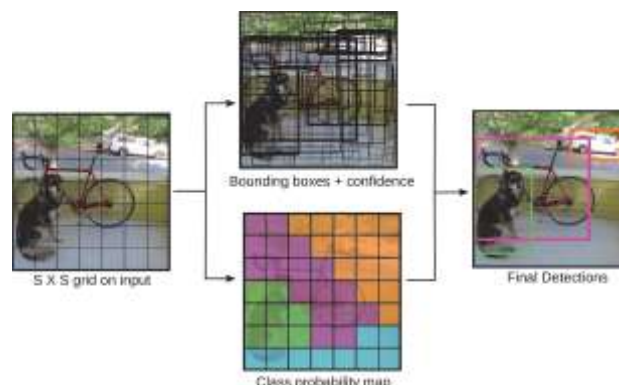 S X S grid on input
Bounding boxes + confidence
Class probability map
Final Detections